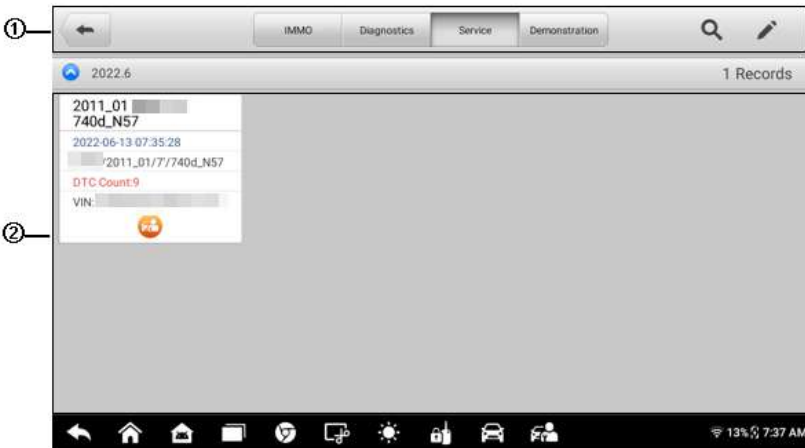 ①
IMMO Diagnostics Service Demonstration
2022.6 1 Records
2011_01
740d_N57
2022-06-13 07:35:28
/2011_01/7'/740d_N57
DTC Count:9
VIN:
②
13% 7:37 AM